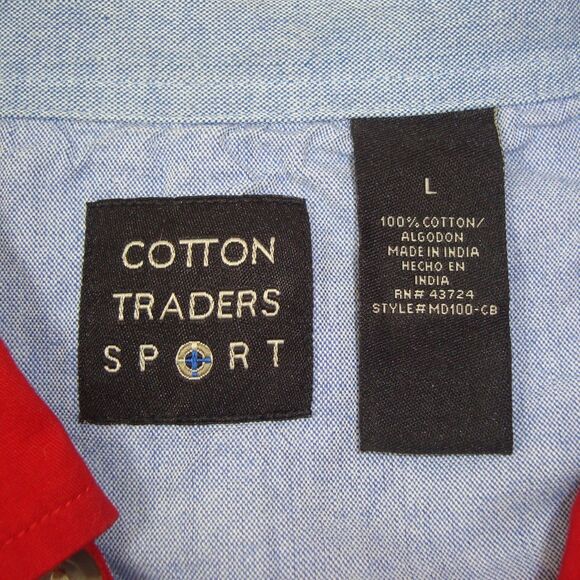 COTTON
TRADERS
SPORT
L
100% COTTON/
ALGODON
MADE IN INDIA
HECHO EN
INDIA
RN# 43724
STYLE# MD100-CB